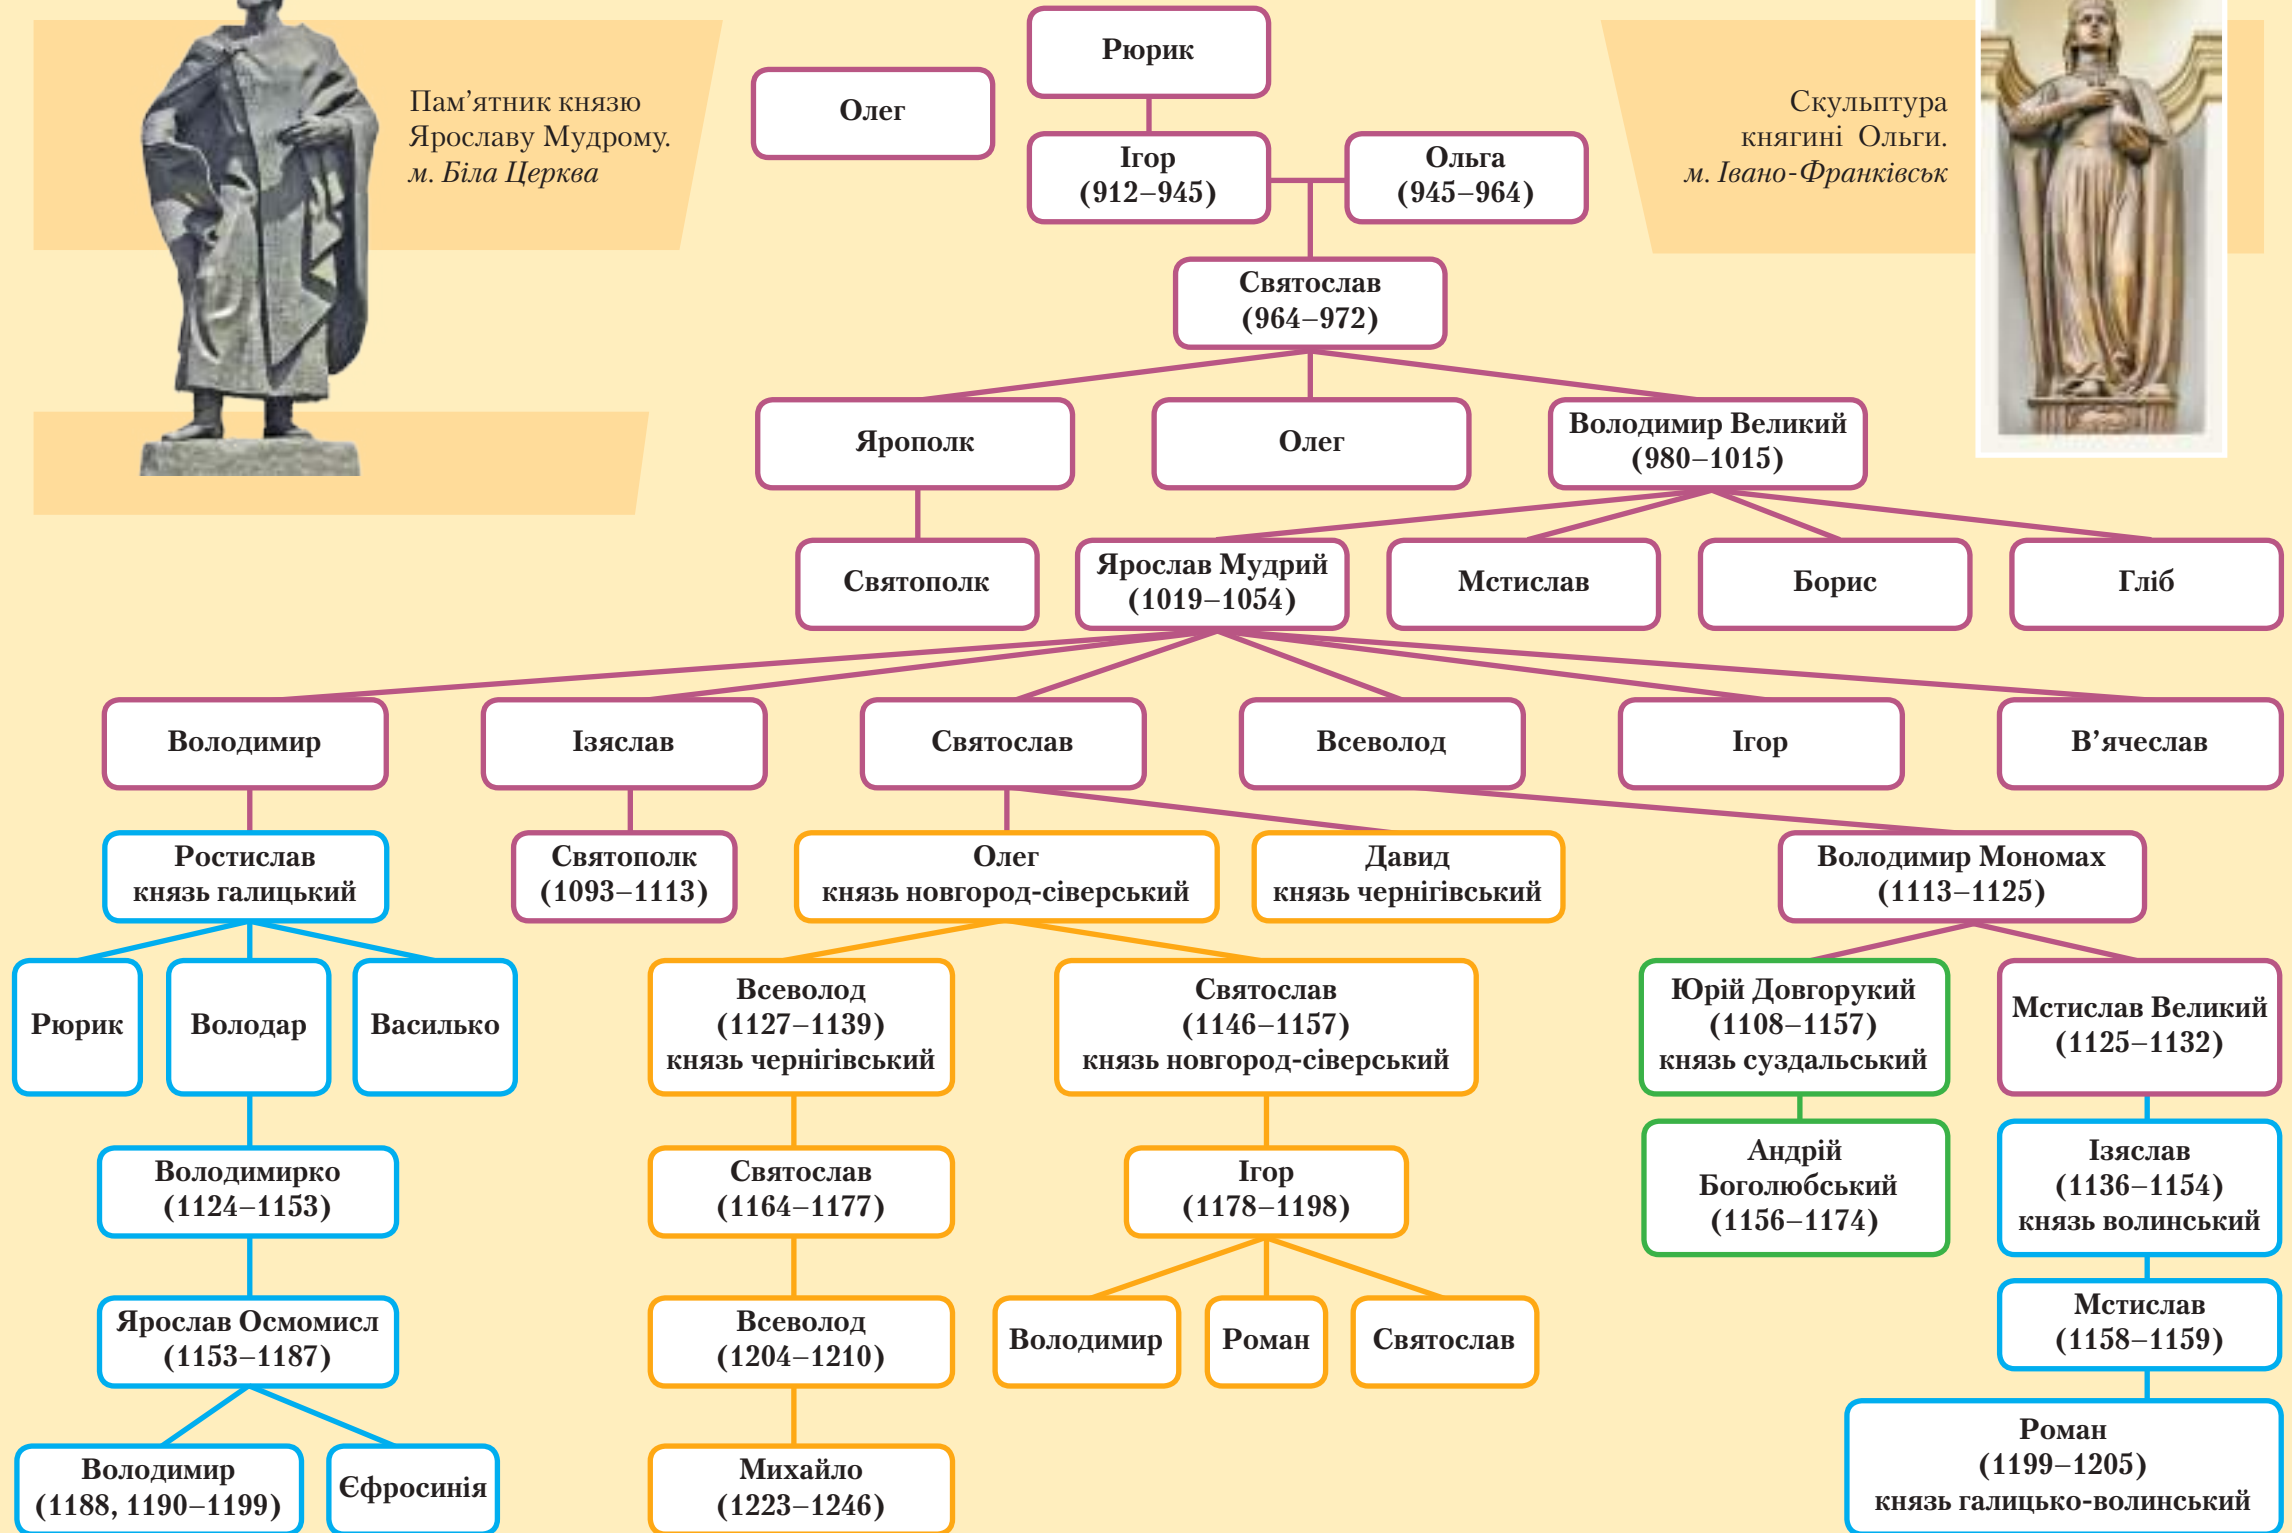 Рюрик
Олег
Пам’ятник князю
Ярославу Мудрому.
м. Біла Церква
Скульптура
княгині Ольги.
м. Івано-Франківськ
Ігор
(912–945)
Ольга
(945–964)
Святослав
(964–972)
Ярополк
Олег
Володимир Великий
(980–1015)
Святополк
Ярослав Мудрий
(1019–1054)
Мстислав
Борис
Гліб
Володимир
Ізяслав
Святослав
Всеволод
Ігор
В’ячеслав
Ростислав
князь галицький
Святополк
(1093–1113)
Олег
князь новгород-сіверський
Давид
князь чернігівський
Володимир Мономах
(1113–1125)
Рюрик
Володар
Василько
Всеволод
(1127–1139)
князь чернігівський
Святослав
(1146–1157)
князь новгород-сіверський
Юрій Довгорукий
(1108–1157)
князь суздальський
Мстислав Великий
(1125–1132)
Володимирко
(1124–1153)
Святослав
(1164–1177)
Ігор
(1178–1198)
Андрій
Боголюбський
(1156–1174)
Ізяслав
(1136–1154)
князь волинський
Ярослав Осмомисл
(1153–1187)
Всеволод
(1204–1210)
Володимир
Роман
Святослав
Мстислав
(1158–1159)
Володимир
(1188, 1190–1199)
Єфросинія
Михайло
(1223–1246)
Роман
(1199–1205)
князь галицько-волинський